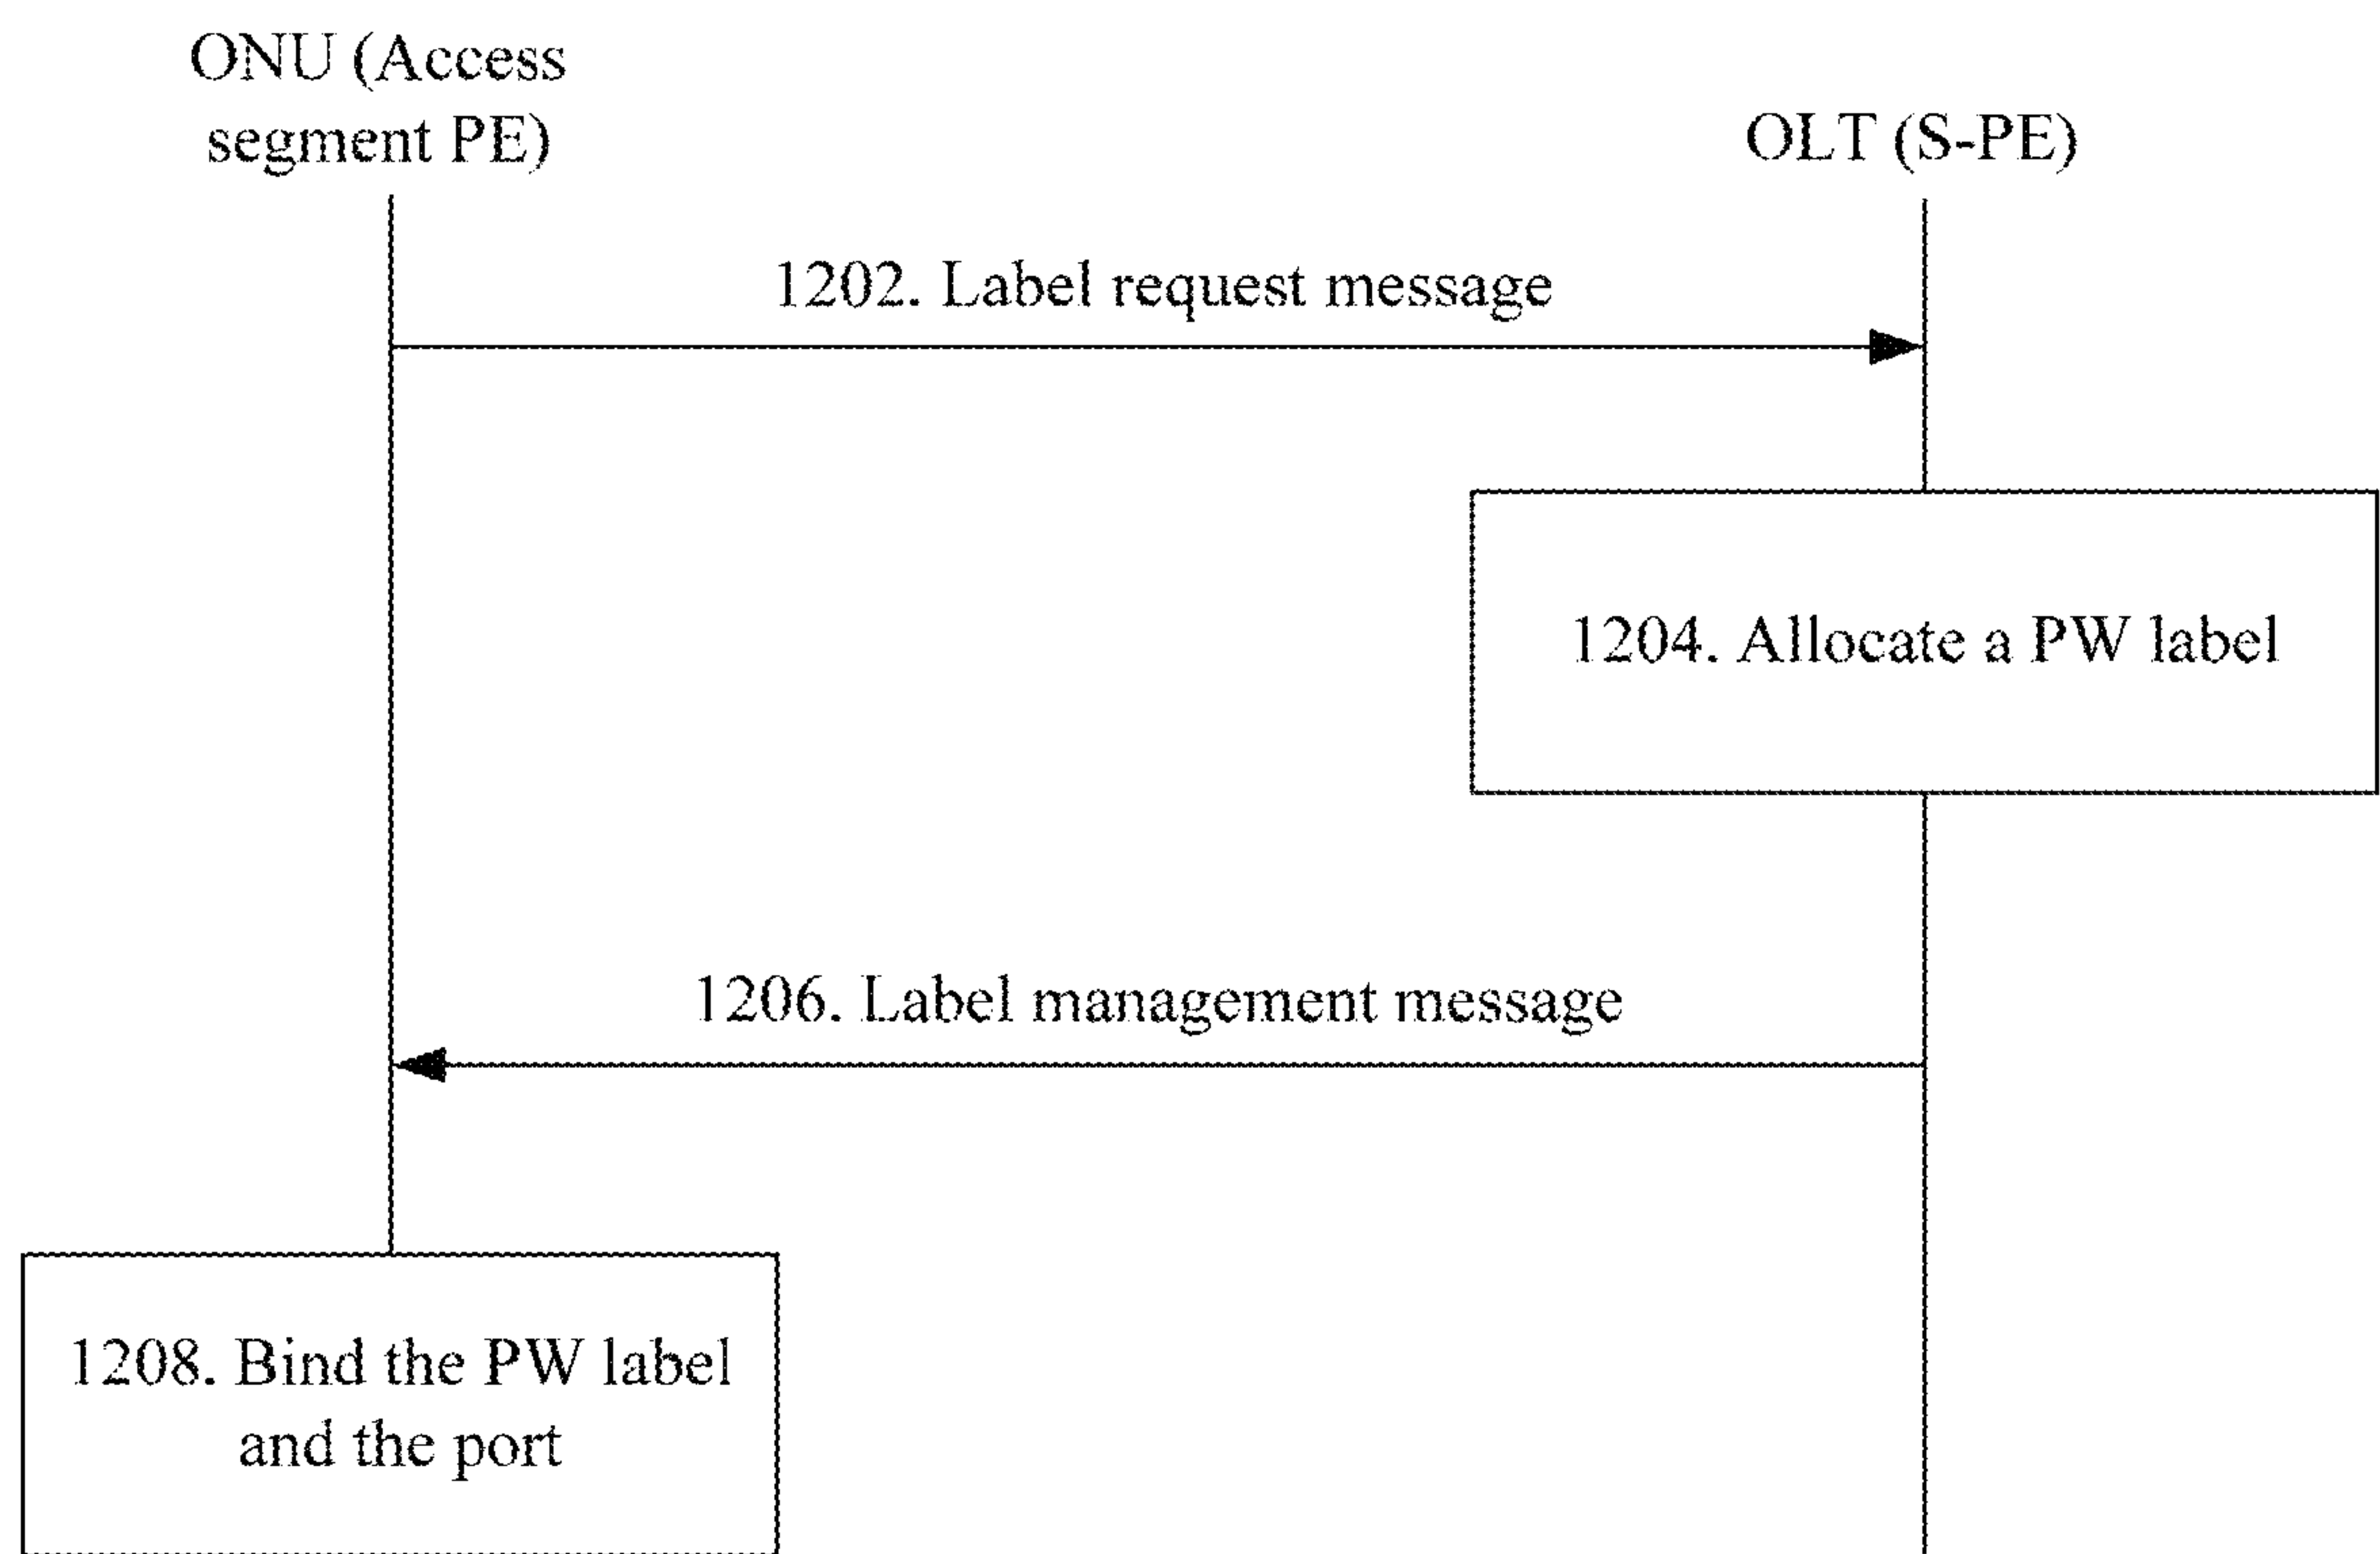 ONU (Access
segment PE)
OLT (S-PE)
1202. Label request message
1204. Allocate a PW label
1206. Label management message
1208. Bind the PW label
and the port